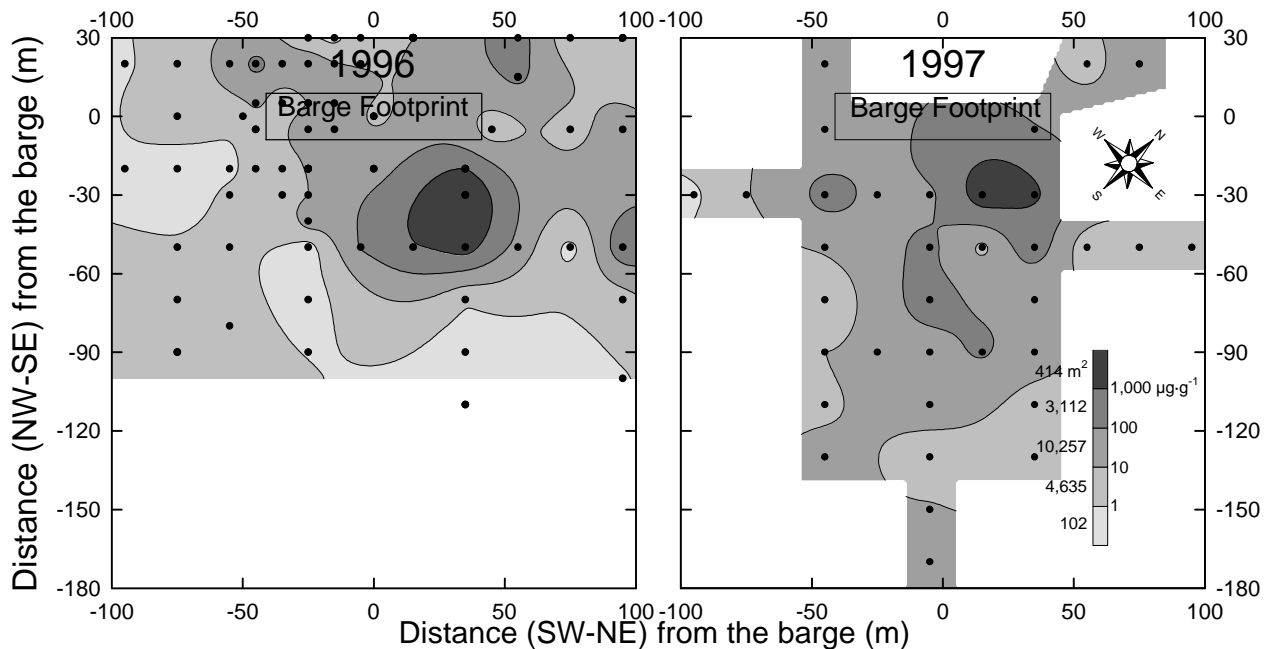 -100 -50 0 50 100 -100 -50 0 50 100
30 30
1996 1997
0 0
Barge Footprint Barge Footprint
W N
S E
-30 -30
-60 -60
-90 -90
414 m²
1,000 µg·g⁻¹
3,112
100
-120 -120
10,257
10
4,635
-150 1 -150
102
-180 -180
-100 -50 0 50 100 -100 -50 0 50 100
Distance (NW-SE) from the barge (m)
Distance (SW-NE) from the barge (m)